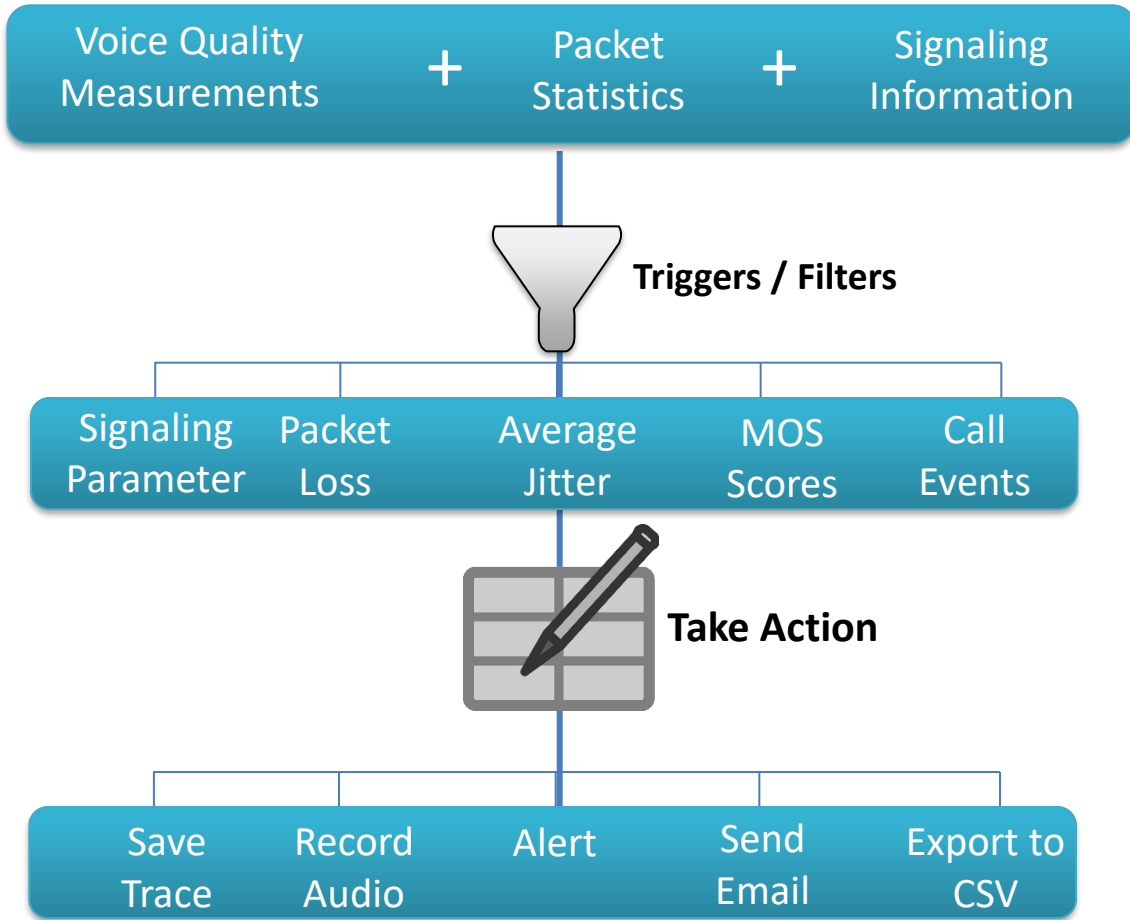 Voice Quality
Measurements
+
Packet
Statistics
+
Signaling
Information
Triggers / Filters
Signaling
Parameter
Packet
Loss
Average
Jitter
MOS
Scores
Call
Events
Take Action
Save
Trace
Record
Audio
Alert
Send
Email
Export to
CSV